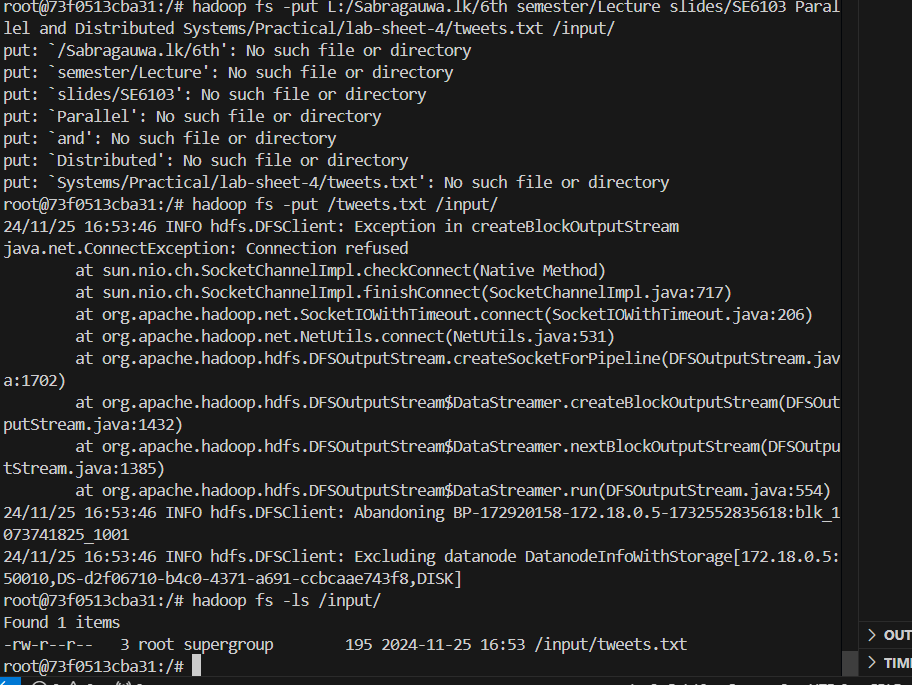 root@73f0513cba31:/# hadoop fs -put L:/Sabragauwa.lk/6th semester/Lecture slides/SE6103 Paral
lel and Distributed Systems/Practical/lab-sheet-4/tweets.txt /input/
put: `/Sabragauwa.lk/6th': No such file or directory
put: `semester/Lecture': No such file or directory
put: `slides/SE6103': No such file or directory
put: `Parallel': No such file or directory
put: `and': No such file or directory
put: `Distributed': No such file or directory
put: `Systems/Practical/lab-sheet-4/tweets.txt': No such file or directory
root@73f0513cba31:/# hadoop fs -put /tweets.txt /input/
24/11/25 16:53:46 INFO hdfs.DFSClient: Exception in createBlockOutputStream
java.net.ConnectException: Connection refused
        at sun.nio.ch.SocketChannelImpl.checkConnect(Native Method)
        at sun.nio.ch.SocketChannelImpl.finishConnect(SocketChannelImpl.java:717)
        at org.apache.hadoop.net.SocketIOWithTimeout.connect(SocketIOWithTimeout.java:206)
        at org.apache.hadoop.net.NetUtils.connect(NetUtils.java:531)
        at org.apache.hadoop.hdfs.DFSOutputStream.createSocketForPipeline(DFSOutputStream.jav
a:1702)
        at org.apache.hadoop.hdfs.DFSOutputStream$DataStreamer.createBlockOutputStream(DFSOut
putStream.java:1432)
        at org.apache.hadoop.hdfs.DFSOutputStream$DataStreamer.nextBlockOutputStream(DFSOutpu
tStream.java:1385)
        at org.apache.hadoop.hdfs.DFSOutputStream$DataStreamer.run(DFSOutputStream.java:554)
24/11/25 16:53:46 INFO hdfs.DFSClient: Abandoning BP-172920158-172.18.0.5-1732552835618:blk_1
073741825_1001
24/11/25 16:53:46 INFO hdfs.DFSClient: Excluding datanode DatanodeInfoWithStorage[172.18.0.5:
50010,DS-d2f06710-b4c0-4371-a691-ccbcaae743f8,DISK]
root@73f0513cba31:/# hadoop fs -ls /input/
Found 1 items
-rw-r--r--   3 root supergroup        195 2024-11-25 16:53 /input/tweets.txt
root@73f0513cba31:/#
OUT
TIM